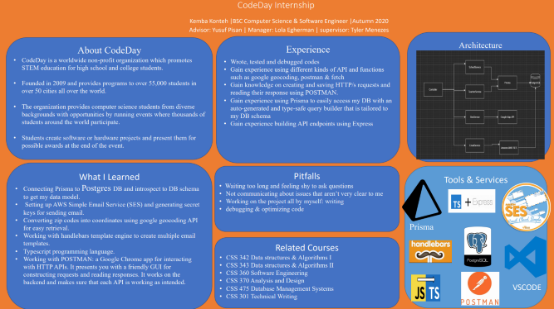 CodeDay Internship
Kemba Kordeh |BSC Computer Science & Software Engineer |Autumn 2020
Advisor: Yusuf Pisan | Manager: Lola Egherman | supervisor: Tyler Menezes
About CodeDay
• CodeDay is a worldwide non-profit organization which promotes
STEM education for high school and college students.
• Founded in 2009 and provides programs to over 55,000 students in
over 50 cities all over the world.
• The organization provides computer science students from diverse
backgrounds with opportunities by running events where thousands of
students around the world participate.
• Students create software or hardware projects and present them for
possible awards at the end of the event.
Experience
• Wrote, tested and debugged codes
• Gain experience using different kinds of API and functions
such as google geocoding, postman & fetch
• Gain knowledge on creating and saving HTTP/s requests and
reading their response using POSTMAN.
• Gain experience using Prisma to easily access my DB with an
auto-generated and type-safe query builder that is tailored to
my DB schema
• Gain experience building API endpoints using Express
Architecture
What I Learned
• Connecting Prisma to Postgres DB and introspect to DB scheme
to get my data model.
• Setting up AWS Simple Email Service (SES) and generating secret
keys for sending email.
• Converting zip codes into coordinates using google geocoding API
for easy retrieval.
• Working with handlebars template engine to create multiple email
templates.
• Typescript programming language.
• Working with POSTMAN: a Google Chrome app for interacting
with HTTP APIs. It presents you with a friendly GUI for
constructing requests and reading responses. It works on the
backend and makes sure that each API is working as intended.
Pitfalls
• Waiting too long and feeling shy to ask questions
• Not communicating about issues that aren't very clear to me
• Working on the project all by myself: writing
• debugging & optimizing code
Related Courses
• CSS 342 Data structures & Algorithms I
• CSS 343 Data structures & Algorithms II
• CSS 360 Software Engineering
• CSS 370 Analysis and Design
• CSS 475 Database Management Systems
• CSS 301 Technical Writing
Tools & Services
Prisma
TS + Express
SES
handlebars
PostgreSQL
VSCODE
JS TS
POSTMAN